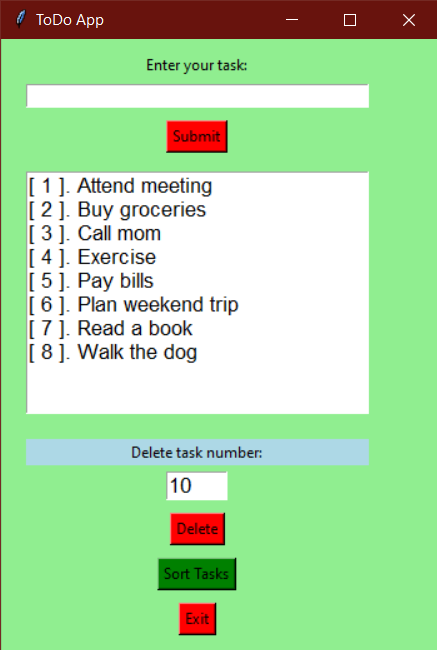 ToDo App
Enter your task:
Submit
[ 1 ]. Attend meeting
[ 2 ]. Buy groceries
[ 3 ]. Call mom
[ 4 ]. Exercise
[ 5 ]. Pay bills
[ 6 ]. Plan weekend trip
[ 7 ]. Read a book
[ 8 ]. Walk the dog
Delete task number:
10
Delete
Sort Tasks
Exit